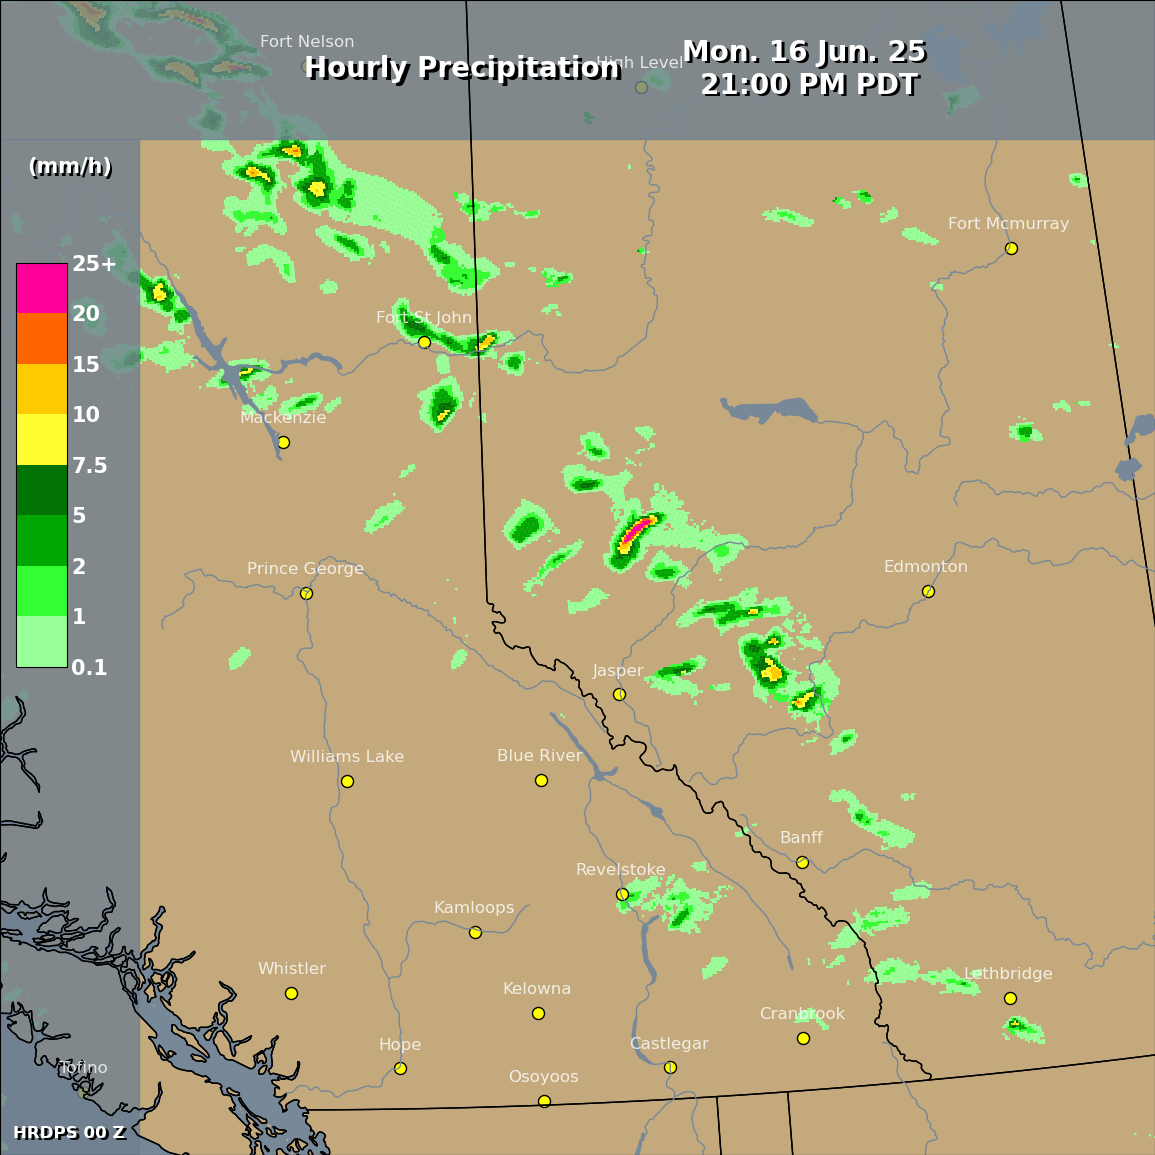 Fort Nelson
Hourly Precipitation
High Level
Mon. 16 Jun. 25
21:00 PM PDT
(mm/h)
25+
20
15
10
7.5
5
2
1
0.1
Fort Mcmurray
Fort St John
Mackenzie
Prince George
Edmonton
Jasper
Williams Lake
Blue River
Banff
Revelstoke
Kamloops
Whistler
Kelowna
Lethbridge
Cranbrook
Hope
Castlegar
Tofino
Osoyoos
HRDPS 00 Z